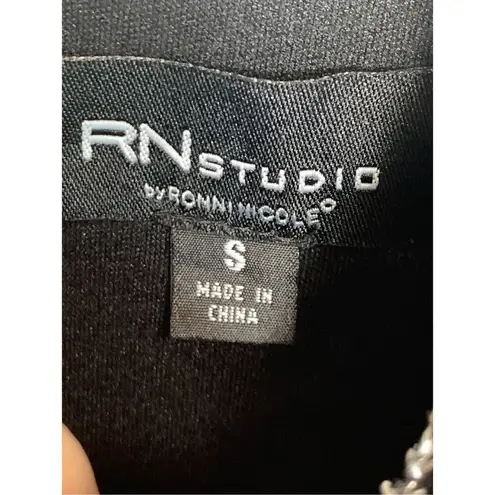 RNSTUDIO
by RONNI NICOLE®
S
MADE IN
CHINA